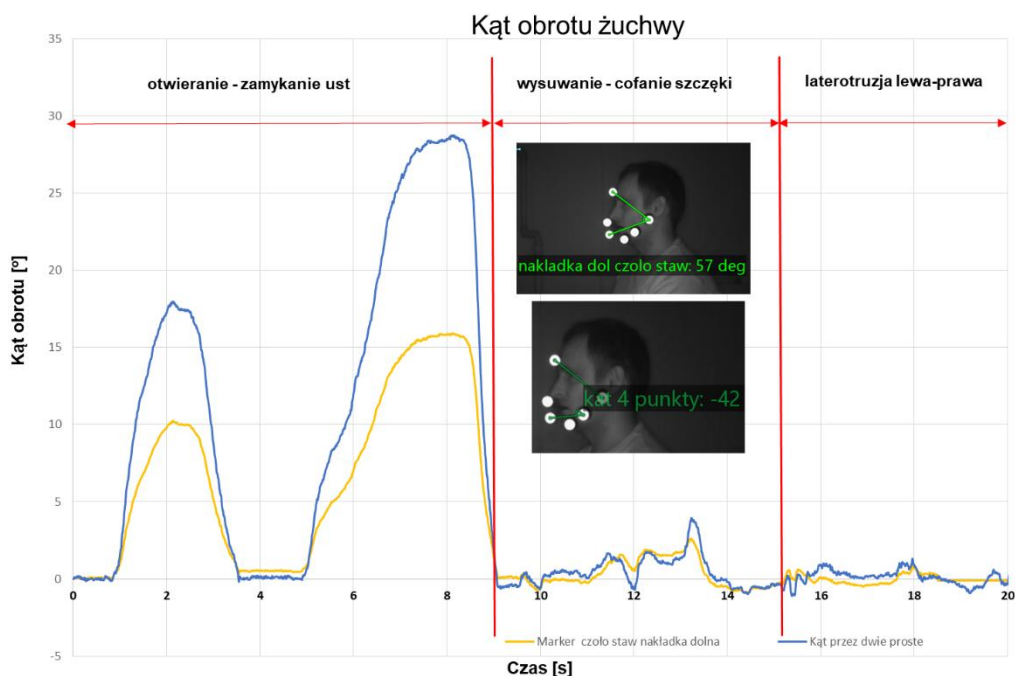 Kąt obrotu żuchwy
35
30
25
20
15
10
5
0
-5
Kąt obrotu [º]
otwieranie - zamykanie ust
wysuwanie - cofanie szczęki
laterotruzja lewa-prawa
nakladka dol czolo staw: 57 deg
kat 4 punkty: -42
0 2 4 6 8 10 12 14 16 18 20
Marker czoło staw nakładka dolna
Kąt przez dwie proste
Czas [s]